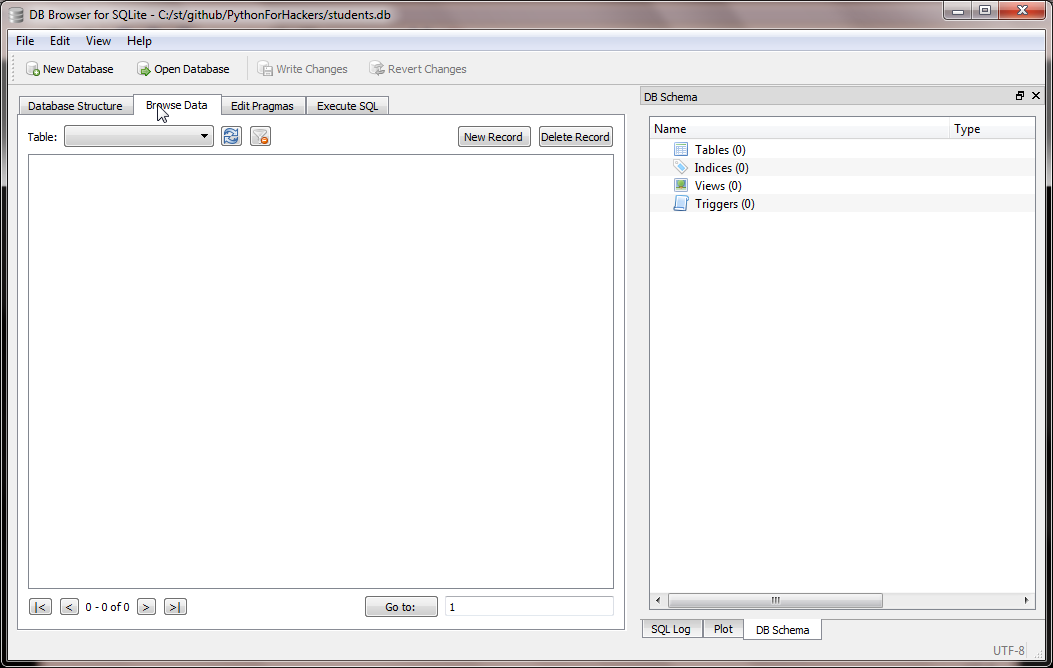 DB Browser for SQLite - C:/st/github/PythonForHackers/students.db
File Edit View Help
New Database Open Database Write Changes Revert Changes
Database Structure Browse Data Edit Pragmas Execute SQL
Table: New Record Delete Record
|< < 0 - 0 of 0 > >| Go to: 1
DB Schema
Name Type
Tables (0)
Indices (0)
Views (0)
Triggers (0)
SQL Log Plot DB Schema
UTF-8